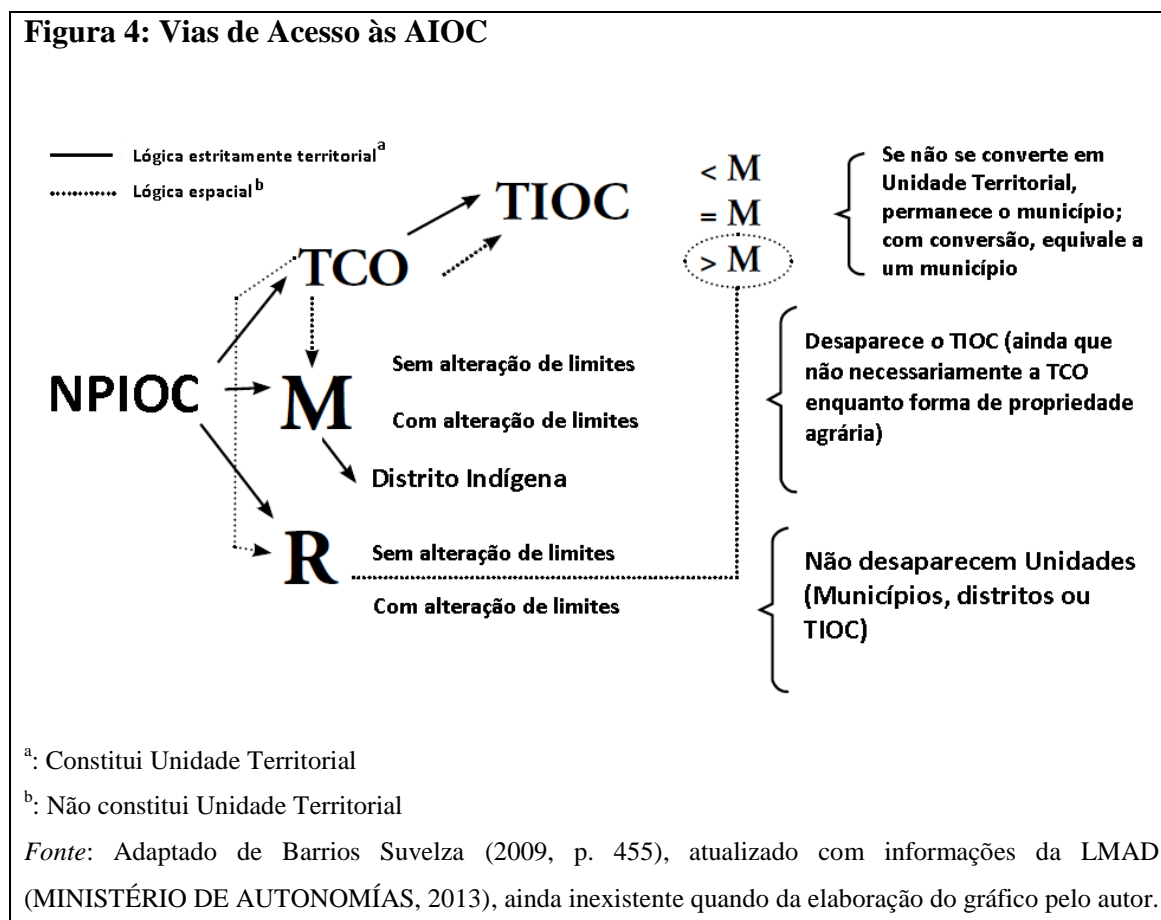 Figura 4: Vias de Acesso às AIOC
Lógica estritamente territorial^a
Lógica espacial^b
TIOC
< M
= M
> M
Se não se converte em
Unidade Territorial,
permanece o município;
com conversão, equivale a
um município
TCO
NPIOC
M
Sem alteração de limites
Com alteração de limites
Distrito Indígena
Desaparece o TIOC (ainda que
não necessariamente a TCO
enquanto forma de propriedade
agrária)
R
Sem alteração de limites
Com alteração de limites
Não desaparecem Unidades
(Municípios, distritos ou
TIOC)
a: Constitui Unidade Territorial
b: Não constitui Unidade Territorial
Fonte: Adaptado de Barrios Suvelza (2009, p. 455), atualizado com informações da LMAD
(MINISTÉRIO DE AUTONOMÍAS, 2013), ainda inexistente quando da elaboração do gráfico pelo autor.